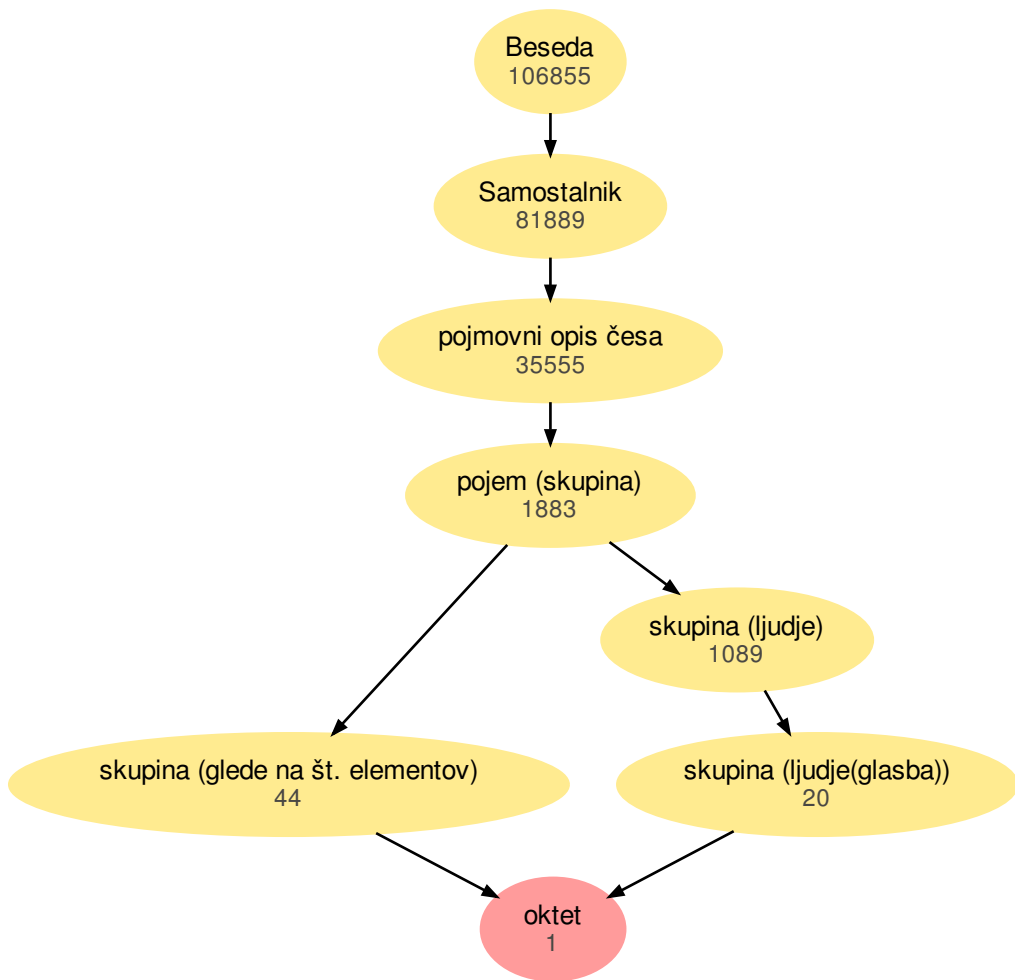 Beseda
106855
Samostalnik
81889
pojmovni opis česa
35555
pojem (skupina)
1883
skupina (ljudje)
1089
skupina (glede na št. elementov)
44
skupina (ljudje(glasba))
20
oktet
1